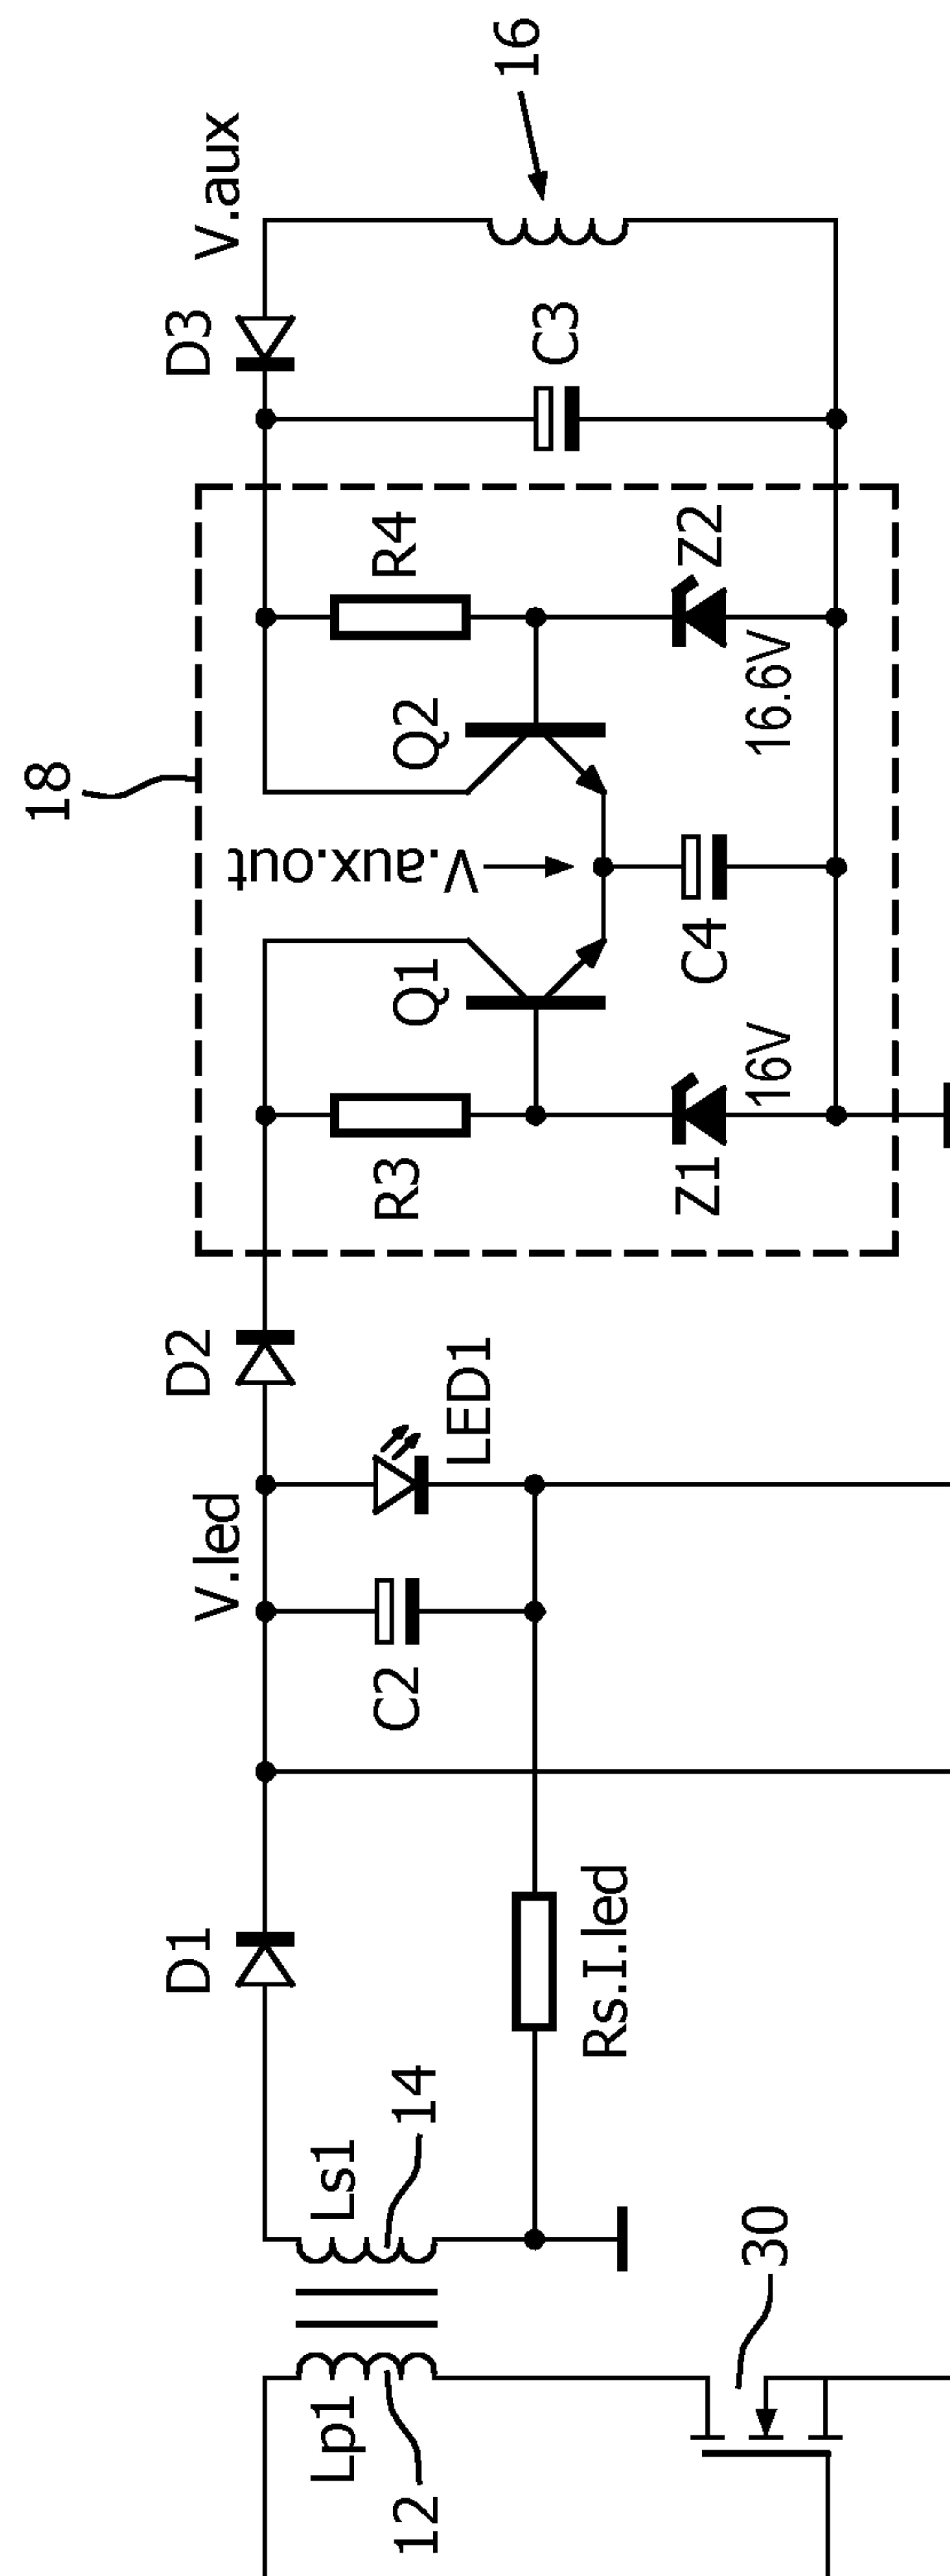 12
Lp1
30
Ls1
14
D1
Rs.I.led
C2
V.led
LED1
D2
18
R3
Z1
16V
Q1
C4
V.aux.out
Q2
R4
Z2
16.6V
C3
D3
V.aux
16